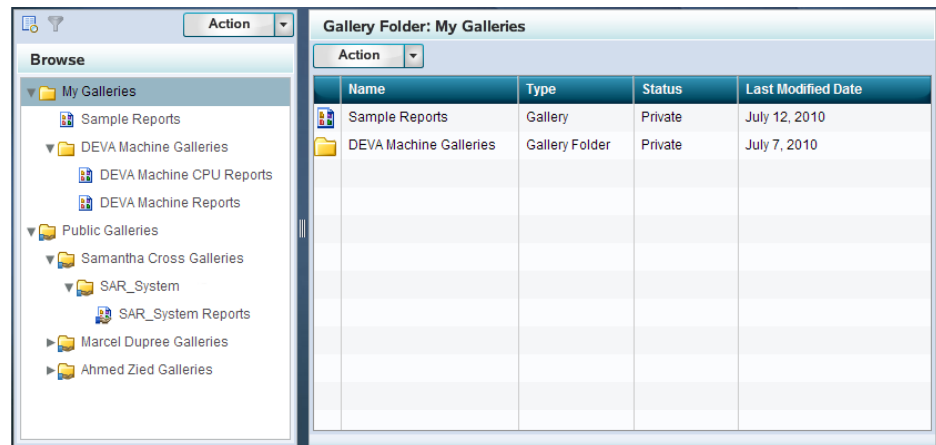 Action
Browse
My Galleries
Sample Reports
DEVA Machine Galleries
DEVA Machine CPU Reports
DEVA Machine Reports
Public Galleries
Samantha Cross Galleries
SAR_System
SAR_System Reports
Marcel Dupree Galleries
Ahmed Zied Galleries
Gallery Folder: My Galleries
Action
Name Type Status Last Modified Date
Sample Reports Gallery Private July 12, 2010
DEVA Machine Galleries Gallery Folder Private July 7, 2010